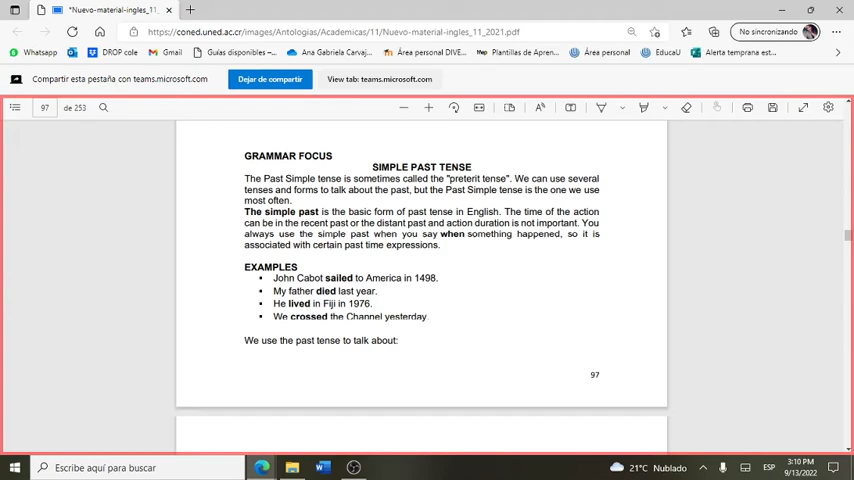 *Nuevo-material-ingles_11_
https://coned.uned.ac.cr/images/Antologias/Academicas/11/Nuevo-material-ingles_11_2021.pdf
No sincronizando
Whatsapp
DROP cole
Gmail
Guías disponibles –...
Ana Gabriela Carvaj...
Área personal DIVE...
Plantillas de Apren...
Área personal
EducaU
Alerta temprana est...
Compartir esta pestaña con teams.microsoft.com
Dejar de compartir
View tab: teams.microsoft.com
97 de 253
GRAMMAR FOCUS
SIMPLE PAST TENSE
The Past Simple tense is sometimes called the "preterit tense". We can use several
tenses and forms to talk about the past, but the Past Simple tense is the one we use
most often.
The simple past is the basic form of past tense in English. The time of the action
can be in the recent past or the distant past and action duration is not important. You
always use the simple past when you say when something happened, so it is
associated with certain past time expressions.
EXAMPLES
▪ John Cabot sailed to America in 1498.
▪ My father died last year.
▪ He lived in Fiji in 1976.
▪ We crossed the Channel yesterday.
We use the past tense to talk about:
97
Escribe aquí para buscar
21°C Nublado
ESP
3:10 PM
9/13/2022